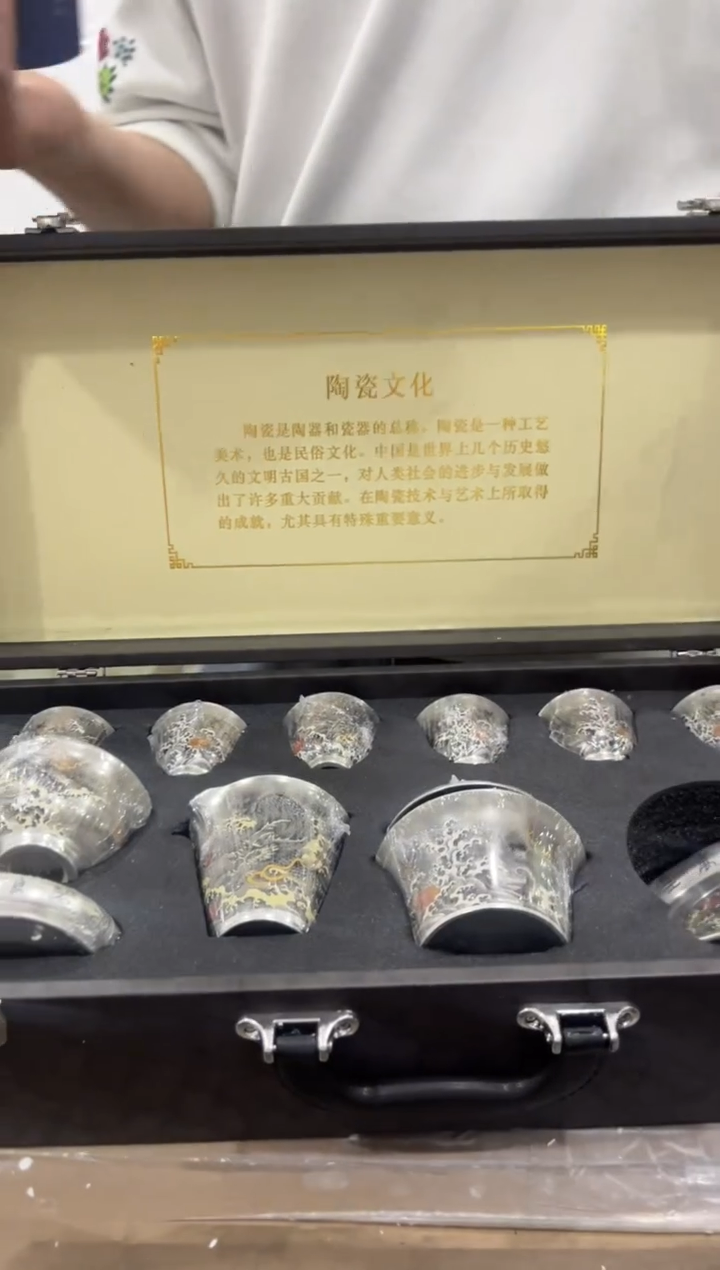 陶瓷文化
陶瓷是陶器和瓷器的总称。陶瓷是一种工艺
美术，也是民俗文化。中国是世界上几个历史悠
久的文明古国之一，对人类社会的进步与发展做
出了许多重大贡献。在陶瓷技术与艺术上所取得
的成就，尤其具有特殊重要意义。